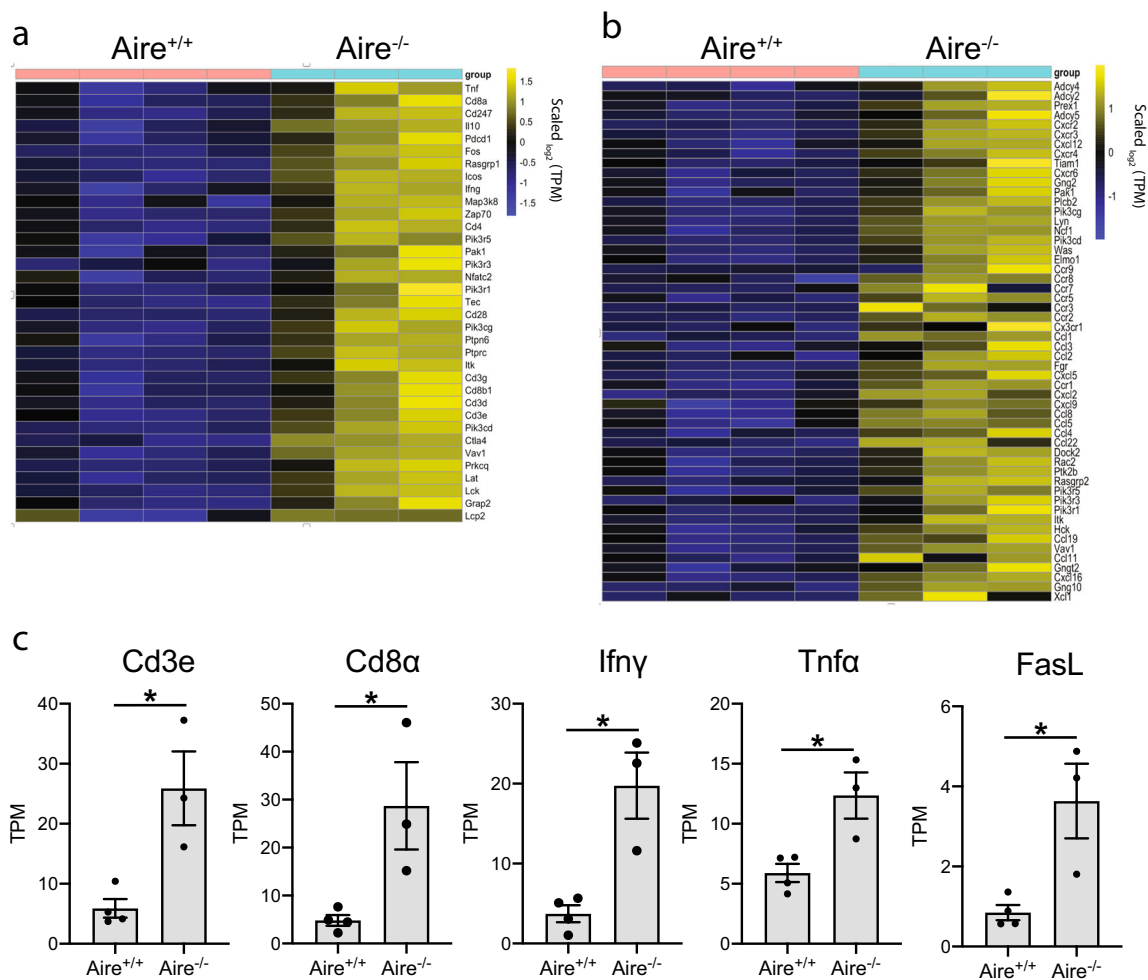 a
Aire+/+
Aire-/-
group
Tnf
Cd8a
Cd247
Il10
Pdcd1
Fos
Rasgrp1
Icos
Ifng
Map3k8
Zap70
Cd4
Pik3r5
Pak1
Pik3r3
Nfatc2
Pik3r1
Tec
Cd28
Pik3cg
Ptpn6
Ptprc
Itk
Cd3g
Cd8b1
Cd3d
Cd3e
Pik3cd
Ctla4
Vav1
Prkcq
Lat
Lck
Grap2
Lcp2
1.5
1
0.5
0
-0.5
-1
-1.5
Scaled log2 (TPM)
b
Aire+/+
Aire-/-
group
Adcy4
Adcy2
Prex1
Adcy5
Cxcr2
Cxcr3
Cxcl12
Cxcr4
Tiam1
Cxcr6
Gng2
Pak1
Plcb2
Pik3cg
Lyn
Ncf1
Pik3cd
Was
Elmo1
Ccr9
Ccr8
Ccr7
Ccr5
Ccr3
Ccr2
Cx3cr1
Ccl1
Ccl3
Ccl2
Fgr
Cxcl5
Ccr1
Cxcl2
Cxcl9
Ccl8
Ccl5
Ccl4
Ccl22
Dock2
Rac2
Ptk2b
Rasgrp2
Pik3r5
Pik3r3
Pik3r1
Itk
Hck
Ccl19
Vav1
Ccl11
Gngt2
Cxcl16
Gng10
Xcl1
1
0
-1
Scaled log2 (TPM)
c
Cd3e
*
TPM
40
30
20
10
0
Aire+/+
Aire-/-
Cd8α
*
TPM
50
40
30
20
10
0
Aire+/+
Aire-/-
Ifnγ
*
TPM
30
20
10
0
Aire+/+
Aire-/-
Tnfα
*
TPM
20
15
10
5
0
Aire+/+
Aire-/-
FasL
*
TPM
6
4
2
0
Aire+/+
Aire-/-